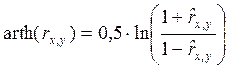 arth(r_{x,y}) = 0,5 · ln((1 + r̂_{x,y}) / (1 − r̂_{x,y}))